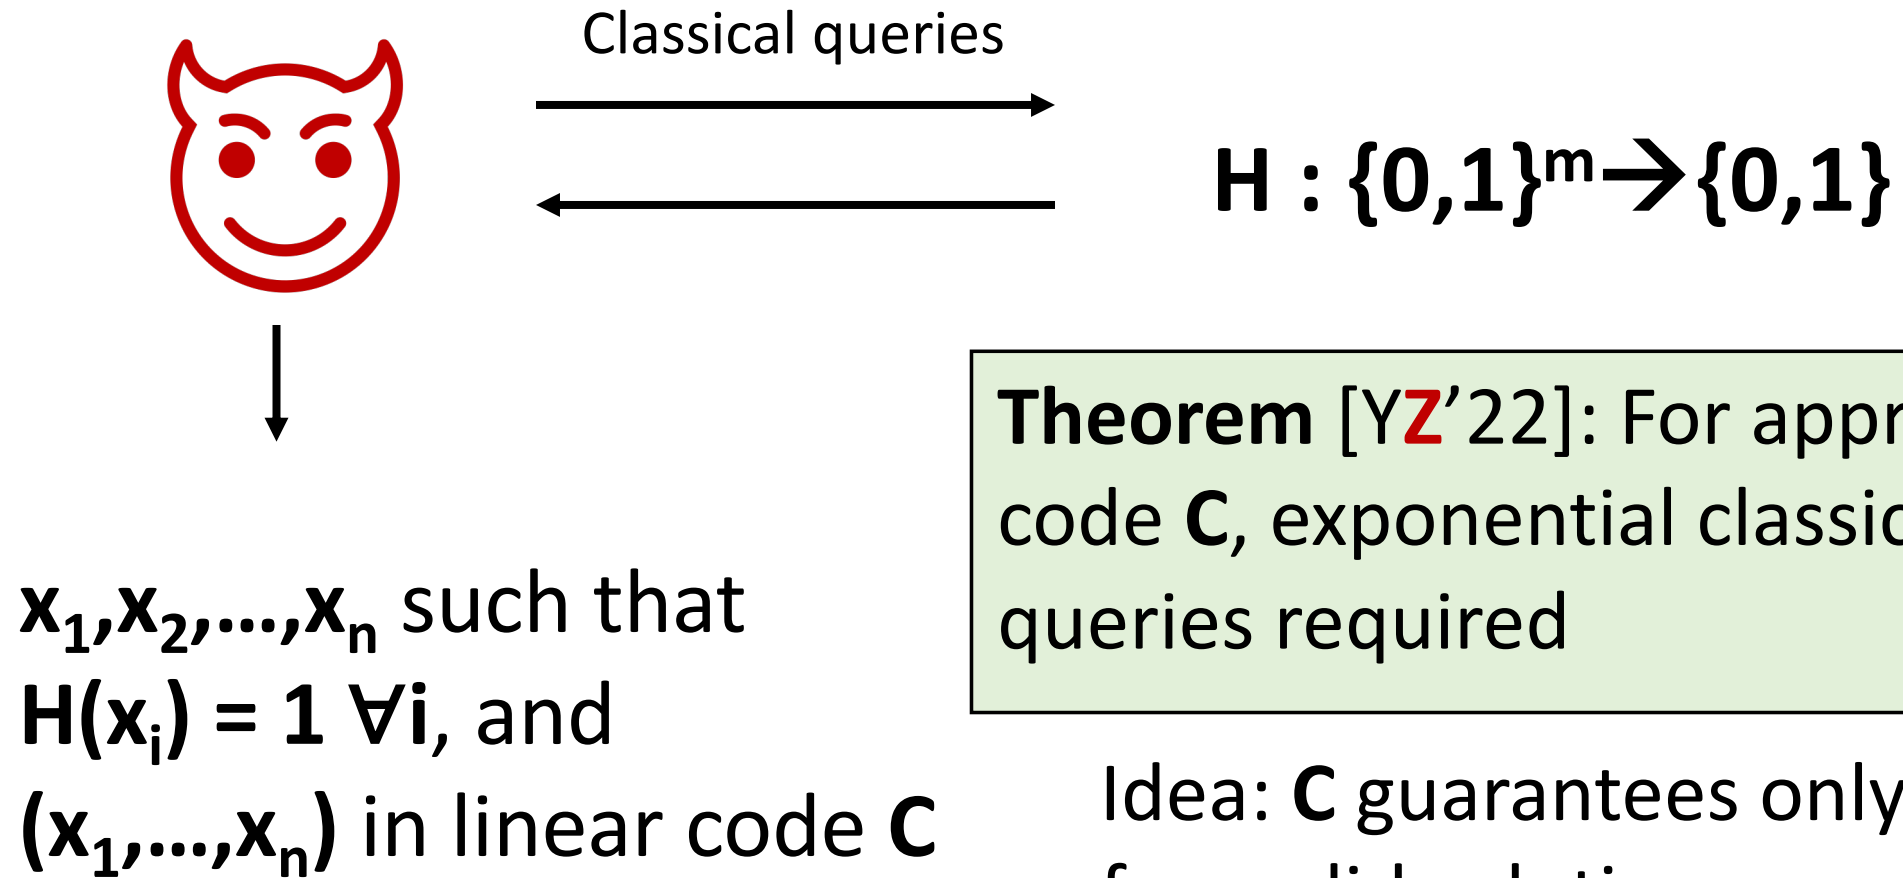 Classical queries
H : {0,1}ᵐ→{0,1}
Theorem [YZ’22]: For appr
code C, exponential classic
queries required
x₁,x₂,…,xₙ such that
H(xᵢ) = 1 ∀i, and
(x₁,…,xₙ) in linear code C
Idea: C guarantees only